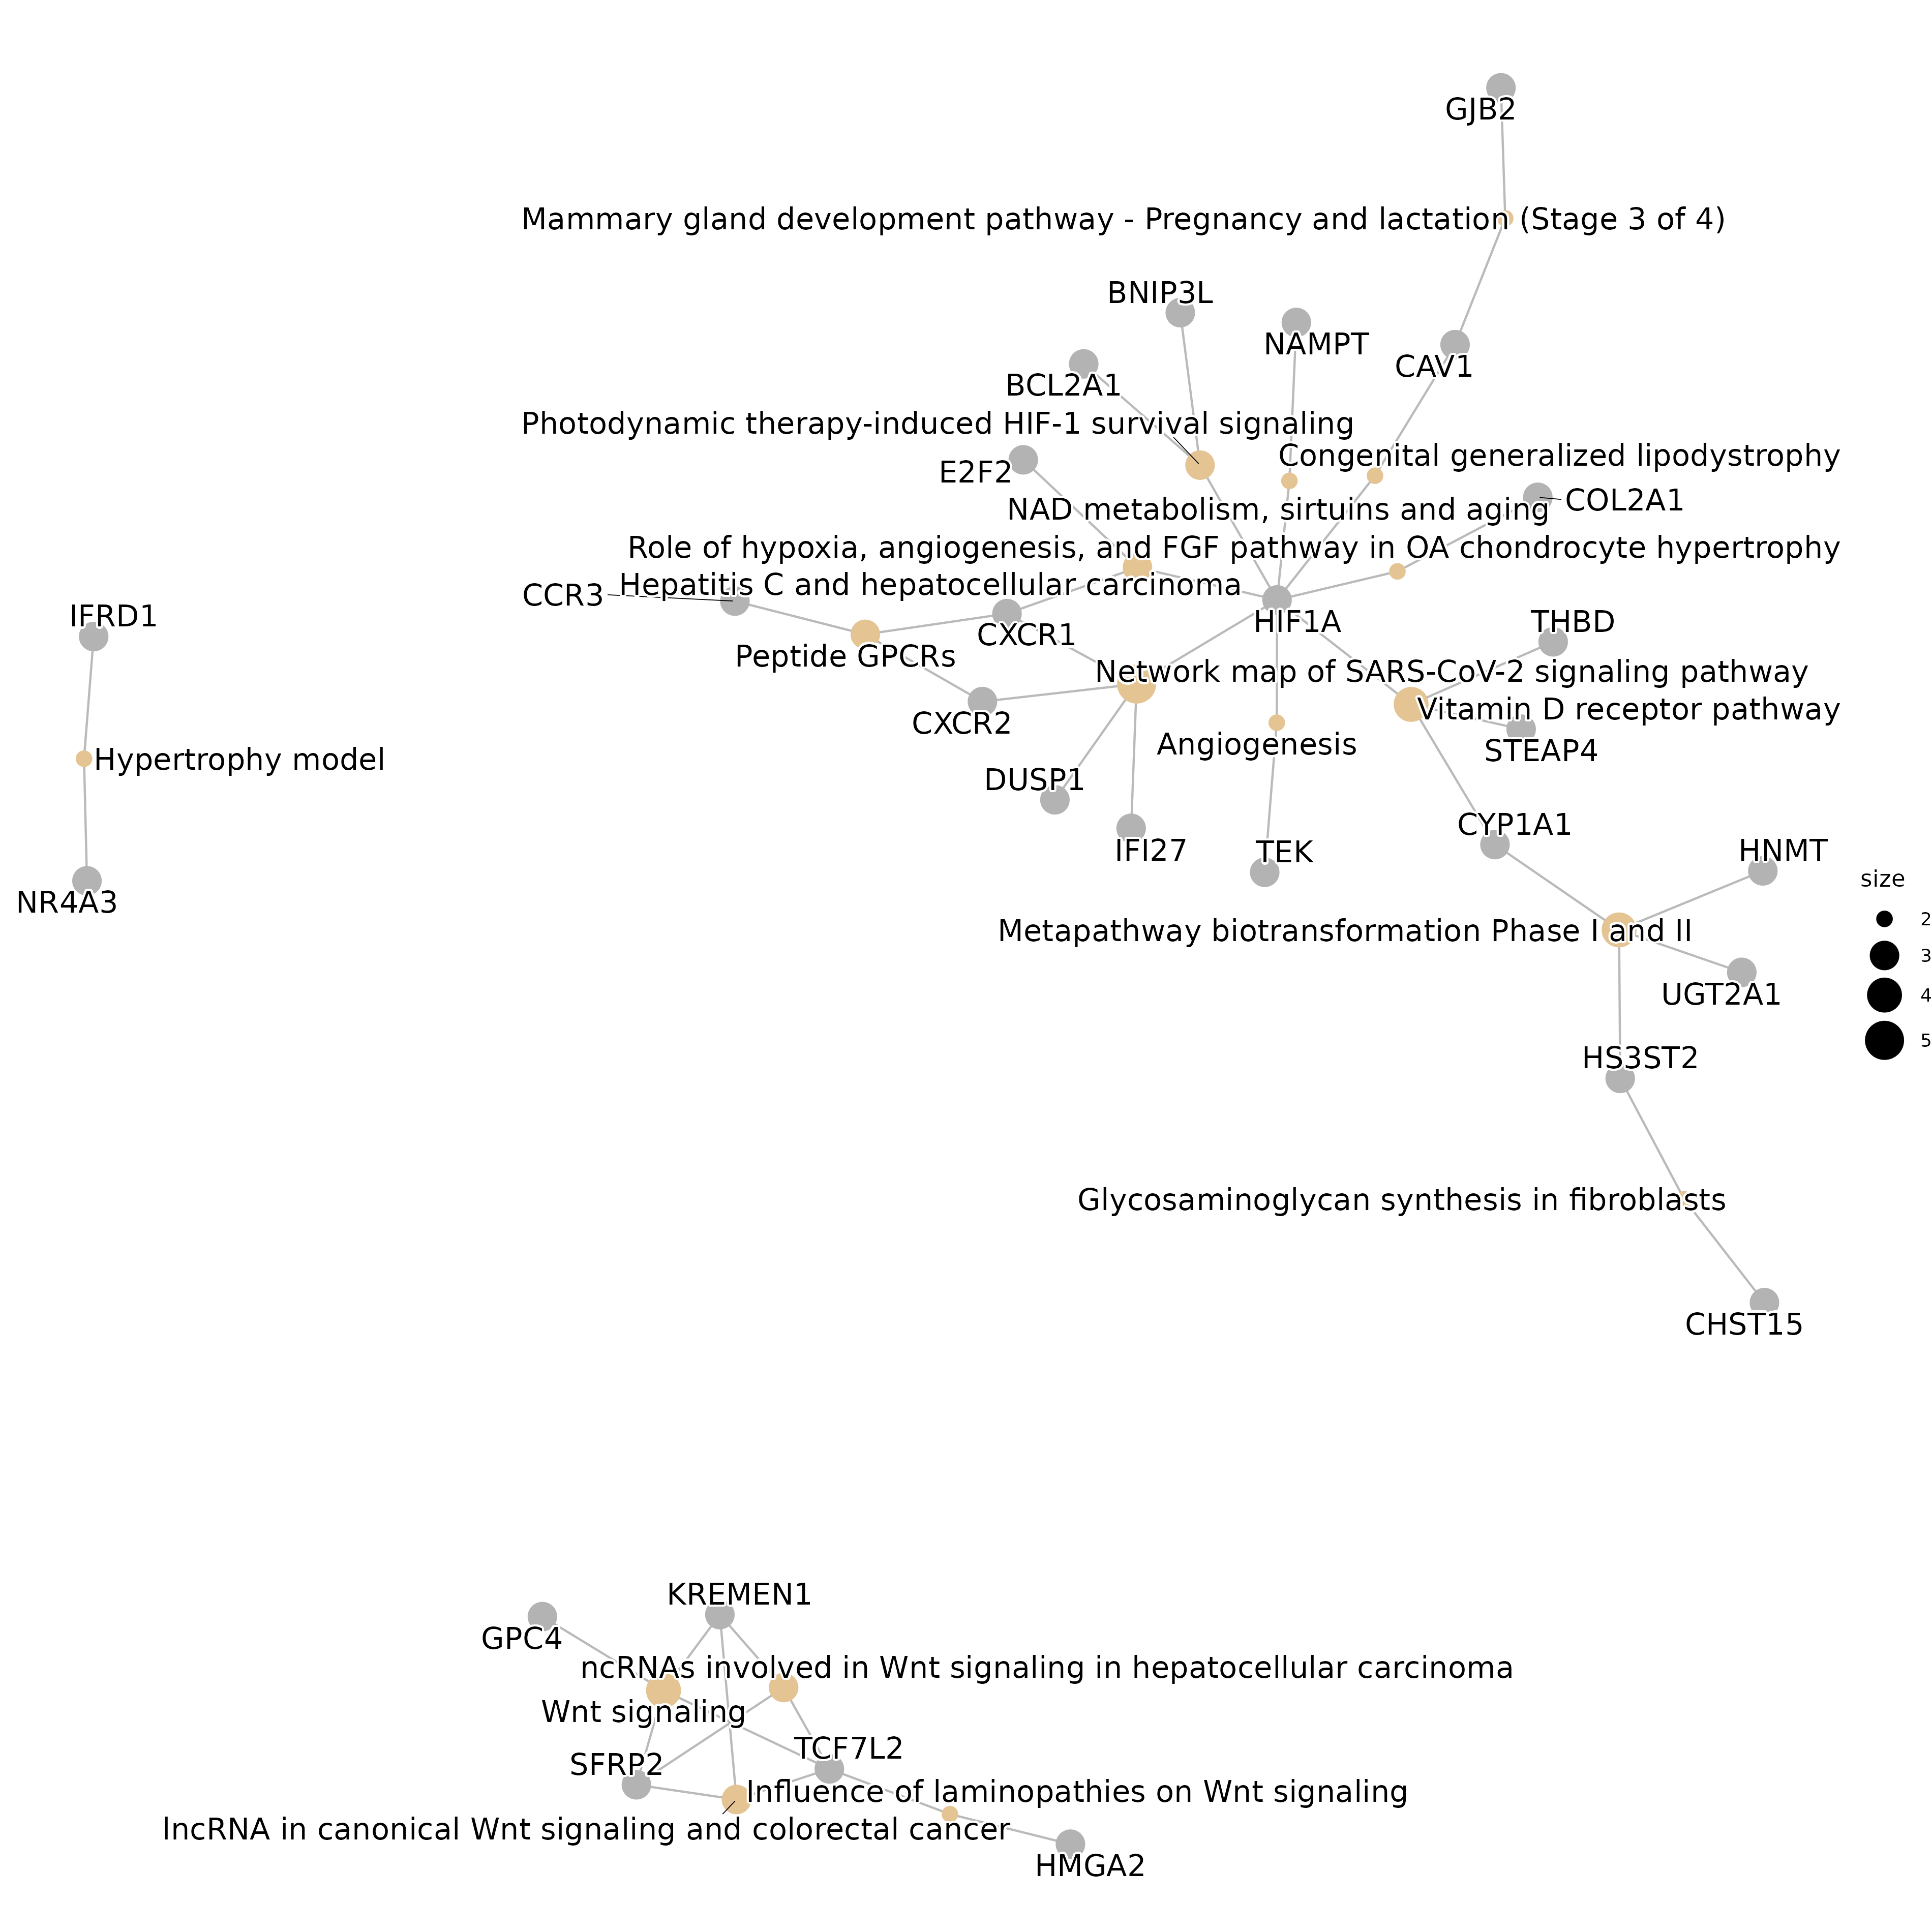 GJB2
Mammary gland development pathway - Pregnancy and lactation (Stage 3 of 4)
BNIP3L
NAMPT
CAV1
BCL2A1
Photodynamic therapy-induced HIF-1 survival signaling
Congenital generalized lipodystrophy
E2F2
COL2A1
NAD metabolism, sirtuins and aging
Role of hypoxia, angiogenesis, and FGF pathway in OA chondrocyte hypertrophy
Hepatitis C and hepatocellular carcinoma
CCR3
IFRD1
HIF1A
THBD
CXCR1
Peptide GPCRs
Network map of SARS-CoV-2 signaling pathway
Vitamin D receptor pathway
CXCR2
Angiogenesis
STEAP4
Hypertrophy model
DUSP1
CYP1A1
IFI27
TEK
HNMT
size
NR4A3
2
Metapathway biotransformation Phase I and II
3
UGT2A1
4
5
HS3ST2
Glycosaminoglycan synthesis in fibroblasts
CHST15
KREMEN1
GPC4
ncRNAs involved in Wnt signaling in hepatocellular carcinoma
Wnt signaling
TCF7L2
SFRP2
Influence of laminopathies on Wnt signaling
lncRNA in canonical Wnt signaling and colorectal cancer
HMGA2